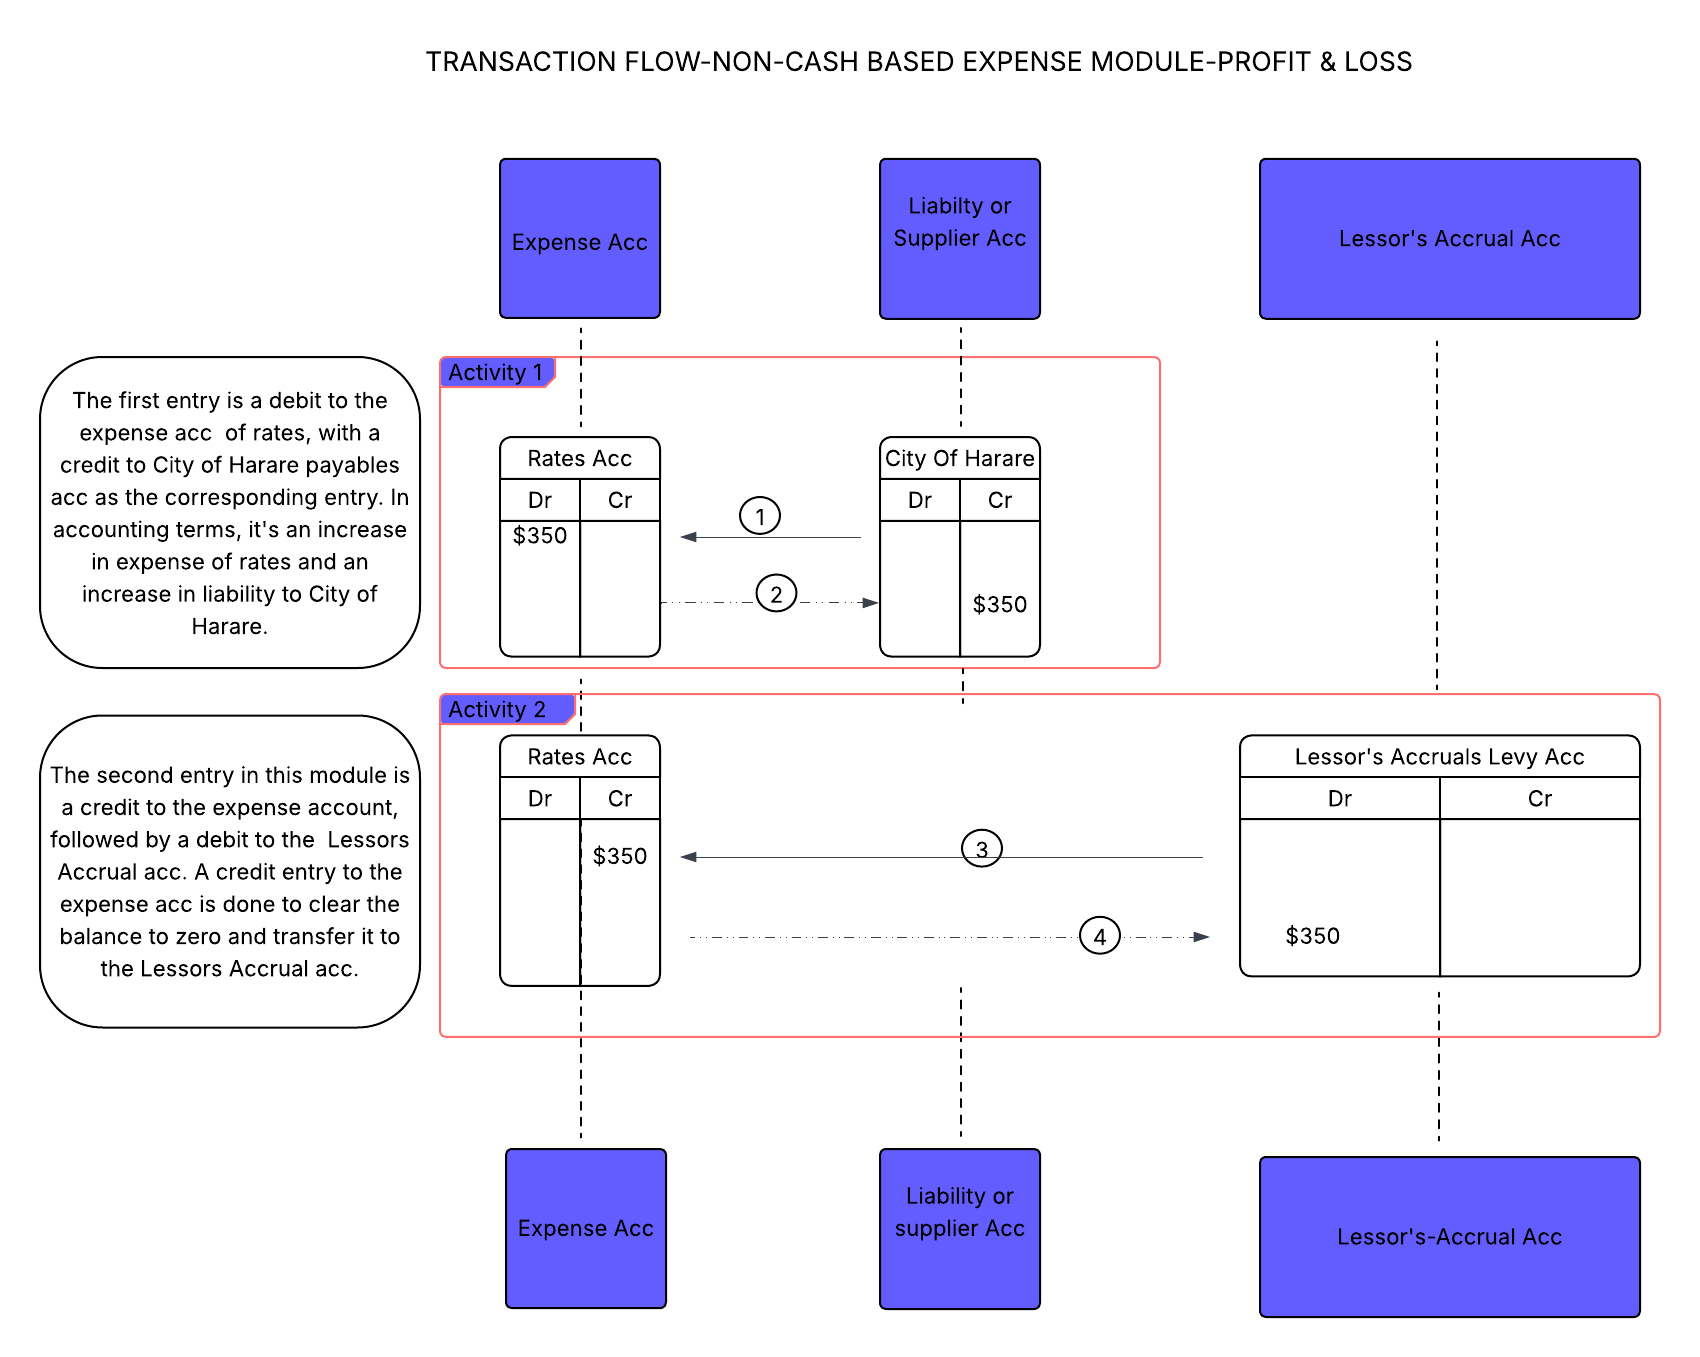 TRANSACTION FLOW-NON-CASH BASED EXPENSE MODULE-PROFIT & LOSS
Expense Acc
Liabilty or
Supplier Acc
Lessor's Accrual Acc
The first entry is a debit to the
expense acc  of rates, with a
credit to City of Harare payables
acc as the corresponding entry. In
accounting terms, it's an increase
in expense of rates and an
increase in liability to City of
Harare.
Activity 1
Rates Acc
Dr
Cr
$350
1
2
City Of Harare
Dr
Cr
$350
The second entry in this module is
a credit to the expense account,
followed by a debit to the  Lessors
Accrual acc. A credit entry to the
expense acc is done to clear the
balance to zero and transfer it to
the Lessors Accrual acc.
Activity 2
Rates Acc
Dr
Cr
$350
3
4
Lessor's Accruals Levy Acc
Dr
Cr
$350
Expense Acc
Liability or
supplier Acc
Lessor's-Accrual Acc